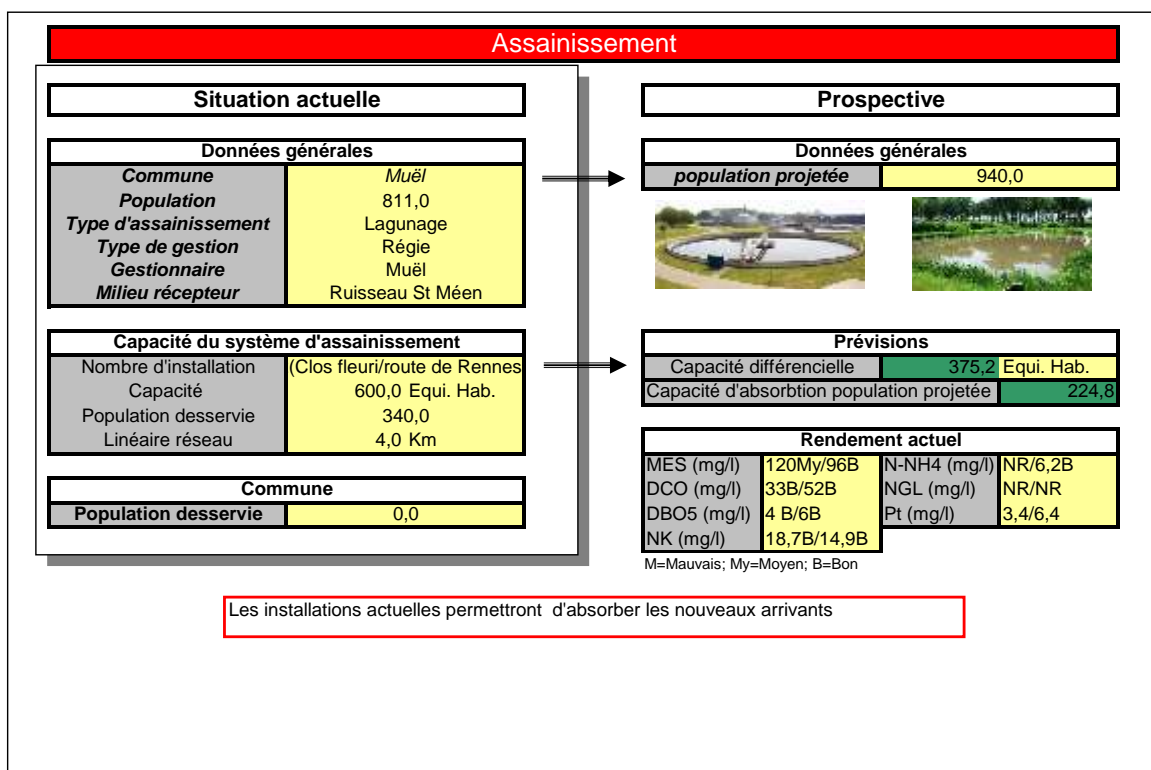 Assainissement
Situation actuelle
Données générales
Commune Muël
Population 811,0
Type d'assainissement Lagunage
Type de gestion Régie
Gestionnaire Muël
Milieu récepteur Ruisseau St Méen
Capacité du système d'assainissement
Nombre d'installation (Clos fleuri/route de Rennes
Capacité 600,0 Equi. Hab.
Population desservie 340,0
Linéaire réseau 4,0 Km
Commune
Population desservie 0,0
Prospective
Données générales
population projetée 940,0
Prévisions
Capacité différencielle 375,2 Equi. Hab.
Capacité d'absorbtion population projetée 224,8
Rendement actuel
MES (mg/l) 120My/96B N-NH4 (mg/l) NR/6,2B
DCO (mg/l) 33B/52B NGL (mg/l) NR/NR
DBO5 (mg/l) 4 B/6B Pt (mg/l) 3,4/6,4
NK (mg/l) 18,7B/14,9B
M=Mauvais; My=Moyen; B=Bon
Les installations actuelles permettront d'absorber les nouveaux arrivants